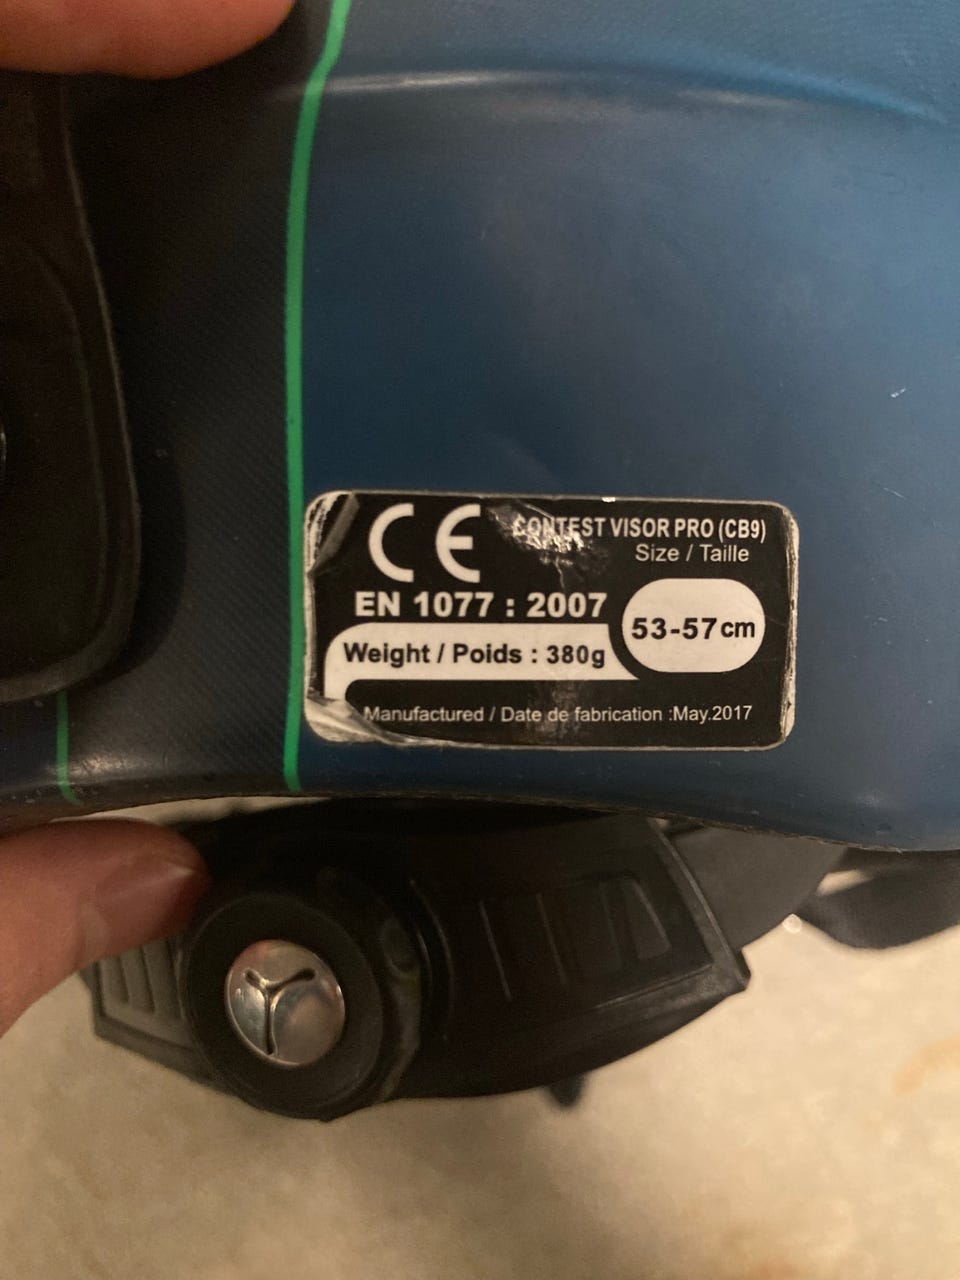 CE
CONTEST VISOR PRO (CB9)
Size / Taille
EN 1077 : 2007
53-57cm
Weight / Poids : 380g
Manufactured / Date de fabrication :May.2017